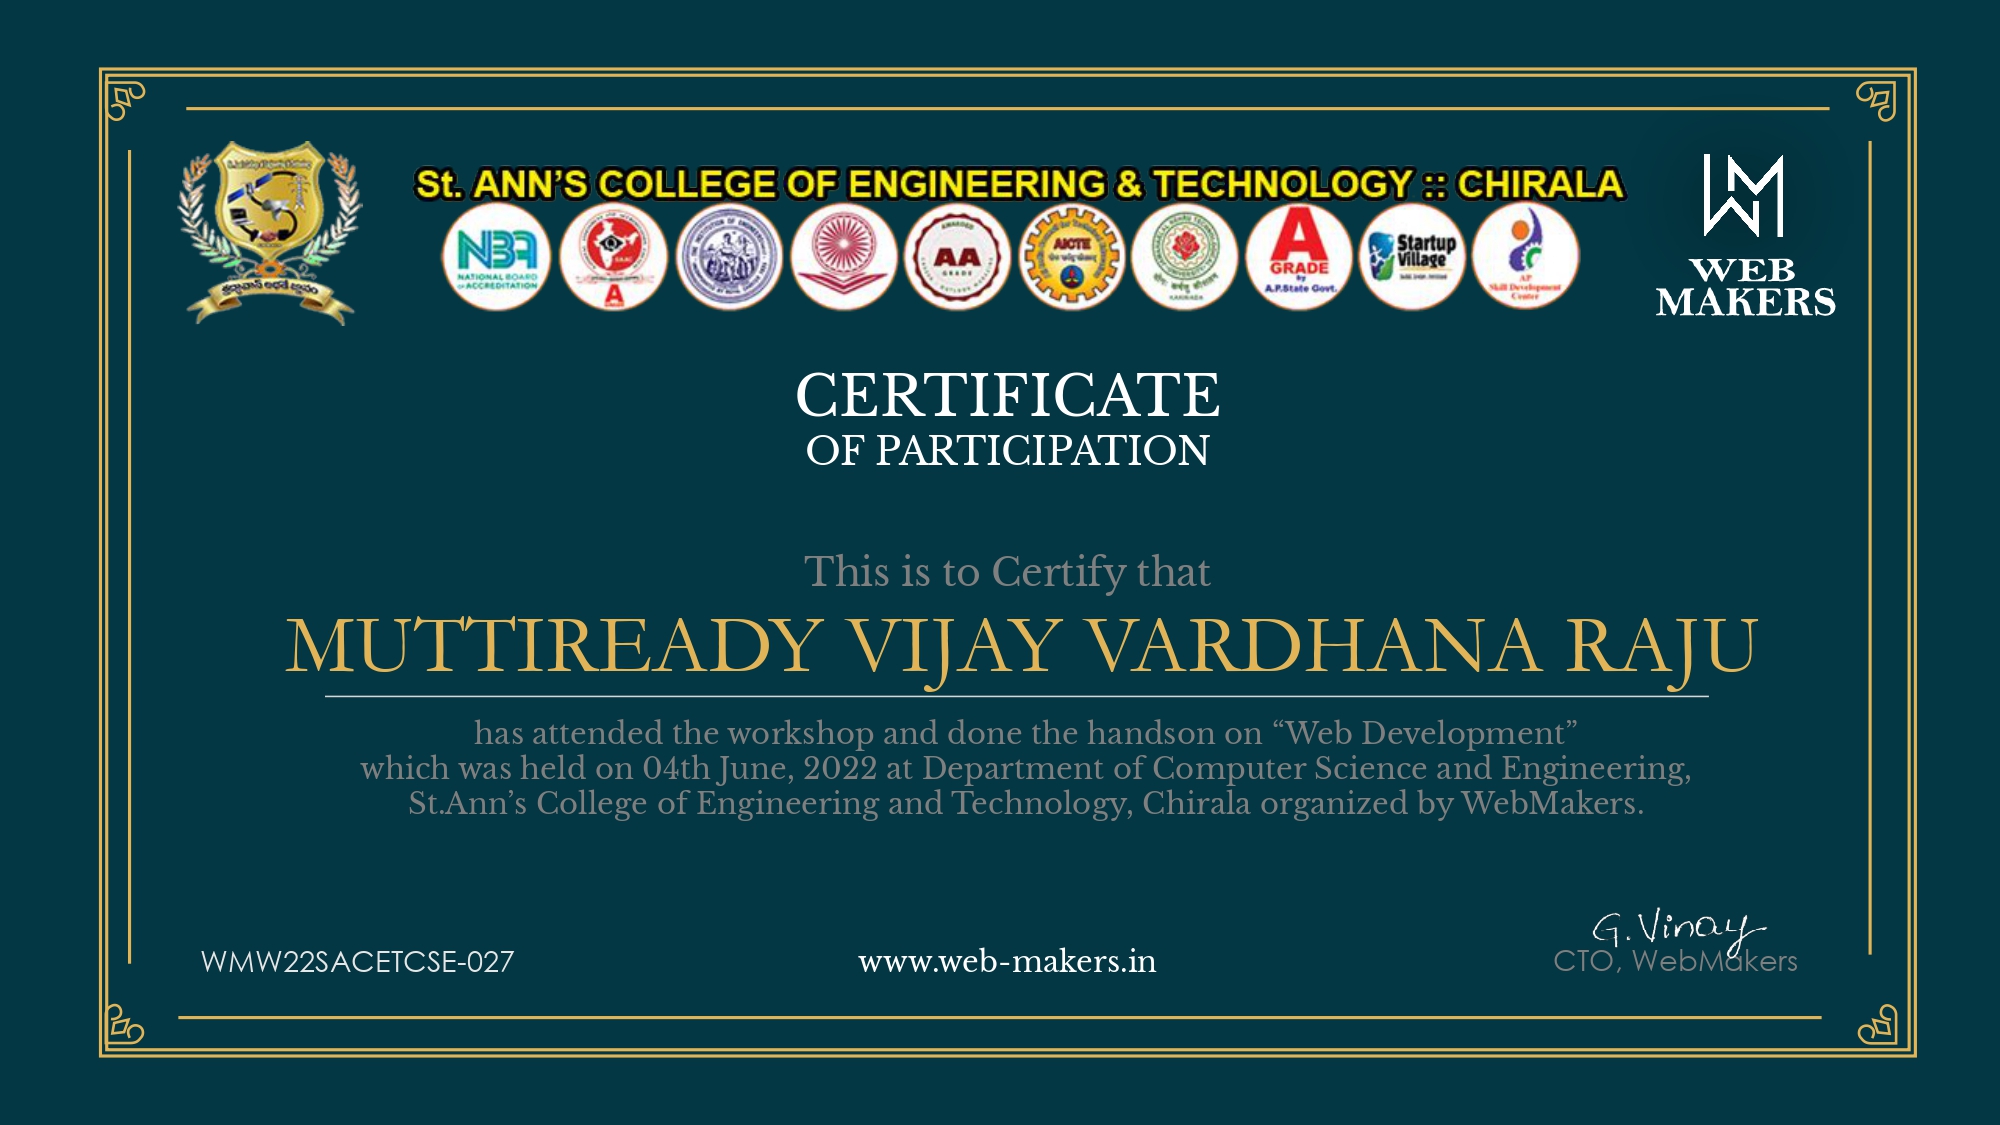 St. ANN'S COLLEGE OF ENGINEERING & TECHNOLOGY :: CHIRALA
NBA
NATIONAL BOARD
OF ACCREDITATION
A
AWARDED
AA
GRADE
AICTE
KAKINADA
A
GRADE
by
A.P.State Govt.
Startup
Village
AP
Skill Development
Center
WEB
MAKERS
CERTIFICATE
OF PARTICIPATION
This is to Certify that
MUTTIREADY VIJAY VARDHANA RAJU
has attended the workshop and done the handson on “Web Development”
which was held on 04th June, 2022 at Department of Computer Science and Engineering,
St.Ann’s College of Engineering and Technology, Chirala organized by WebMakers.
G.Vinay
WMW22SACETCSE-027
www.web-makers.in
CTO, WebMakers